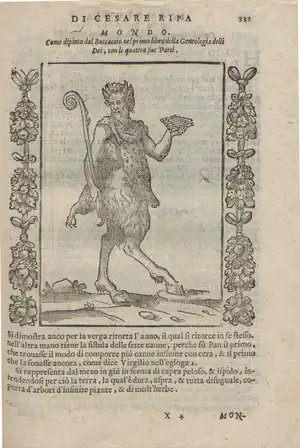 DI CESARE RIPA 337
MONDO.
Come dipinto dal Boccaccio nel primo libro della Geneologia delli
Dei, con le quattro sue Parti.
Si dimostra anco per la verga ritorta l'anno, il qual si ritorce in se stesso,
nell'altra mano tiene la fistula delle sette canne, perche fù Pan il primo,
che trouasse il modo di comporre più canne insieme con cera, & il primo
che la sonasse ancora, come dice Virgilio nell'egloga 2.
Si rappresenta dal mezo in giù in forma di capra peloso, & ispido, in-
tendendosi per ciò la terra, la qual'è dura, aspra, & tutta disuguale, co-
perta d'arbori d'infinite piante, & di molt'herbe.
X 4 MON-